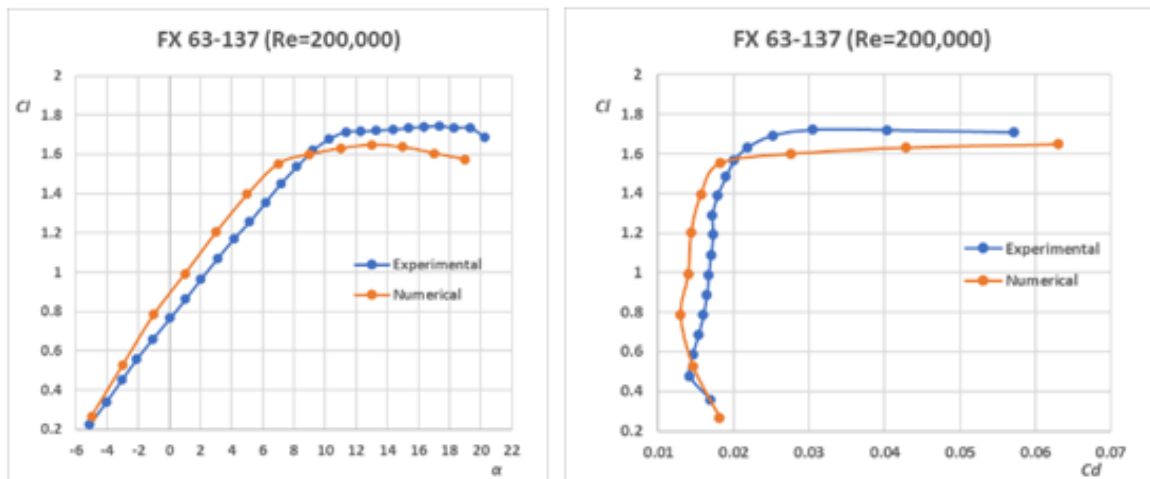 FX 63-137 (Re=200,000)
Cl
2
1.8
1.6
1.4
1.2
1
0.8
0.6
0.4
0.2
Experimental
Numerical
-6 -4 -2 0 2 4 6 8 10 12 14 16 18 20 22
α
FX 63-137 (Re=200,000)
Cl
2
1.8
1.6
1.4
1.2
1
0.8
0.6
0.4
0.2
Experimental
Numerical
0.01 0.02 0.03 0.04 0.05 0.06 0.07
Cd